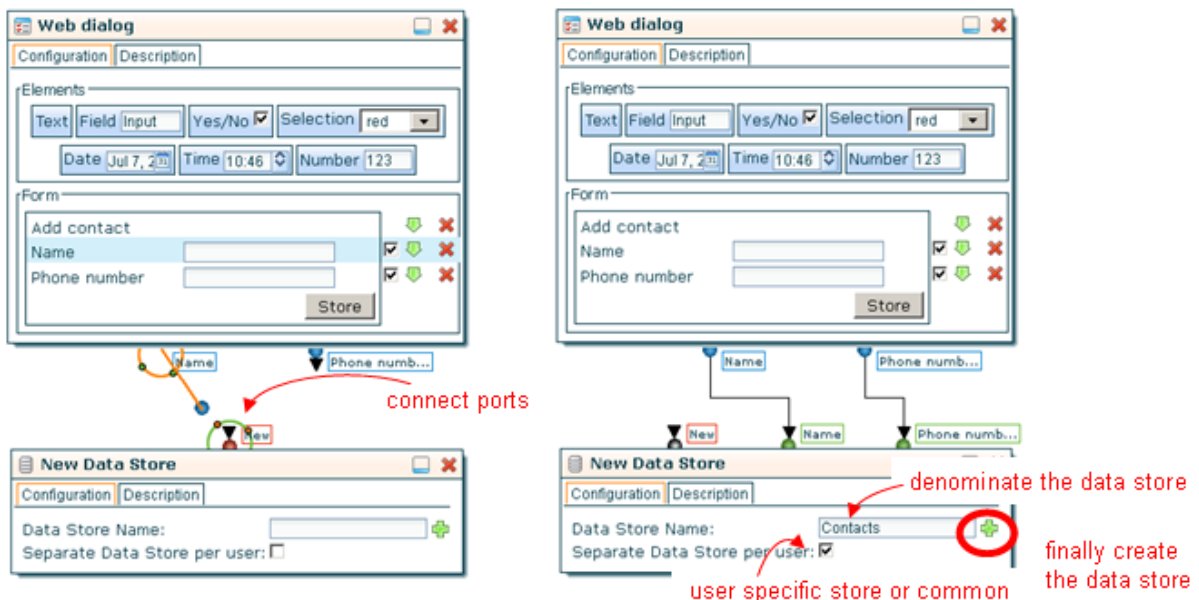 Web dialog
Configuration Description
Elements
Text Field Input Yes/No Selection red
Date Jul 7, 2 Time 10:46 Number 123
Form
Add contact
Name
Phone number
Store
Name Phone numb...
connect ports
New
New Data Store
Configuration Description
Data Store Name:
Separate Data Store per user:
Web dialog
Configuration Description
Elements
Text Field Input Yes/No Selection red
Date Jul 7, 2 Time 10:46 Number 123
Form
Add contact
Name
Phone number
Store
Name Phone numb...
New Name Phone numb...
New Data Store
denominate the data store
Configuration Description
Data Store Name: Contacts
Separate Data Store per user:
finally create
the data store
user specific store or common